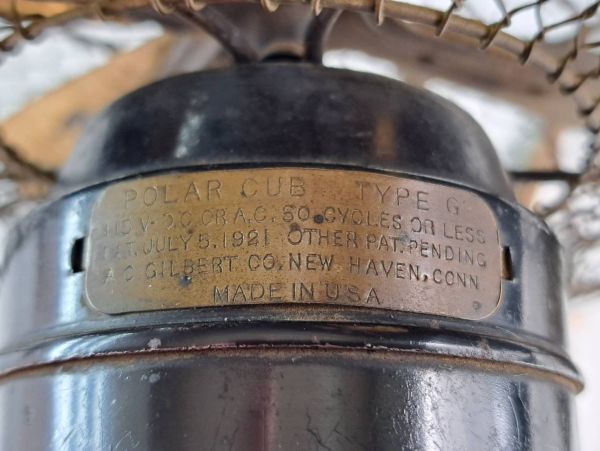 POLAR CUB TYPE G
115 V. D.C. OR A.C. 60 CYCLES OR LESS
PAT. JULY 5, 1921 OTHER PAT. PENDING
A C GILBERT CO. NEW HAVEN, CONN
MADE IN U.S.A.